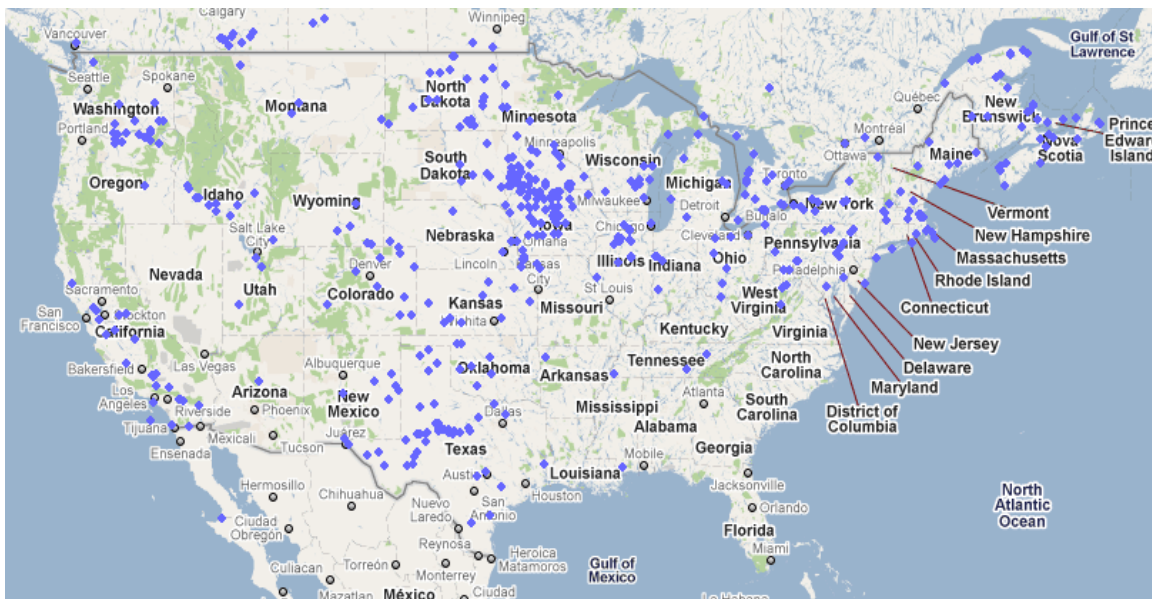 Calgary
Winnipeg
Vancouver
Gulf of St
Lawrence
Seattle
Spokane
Washington
Montana
North
Dakota
Minnesota
Québec
New
Brunswick
Prince
Edward
Island
Portland
Minneapolis
Montréal
Ottawa
Maine
Nova
Scotia
Oregon
Idaho
South
Dakota
Wisconsin
Michigan
Toronto
Wyoming
Milwaukee
Detroit
Buffalo
New York
Vermont
Salt Lake
City
Nebraska
Iowa
Omaha
Chicago
Cleveland
Pennsylvania
New Hampshire
Massachusetts
Nevada
Utah
Denver
Lincoln
Kansas
City
Illinois
Indiana
Ohio
Philadelphia
Rhode Island
Sacramento
Colorado
Kansas
Missouri
St Louis
West
Virginia
Connecticut
San
Francisco
Stockton
California
Wichita
Kentucky
Virginia
New Jersey
Bakersfield
Las Vegas
Albuquerque
Oklahoma
Arkansas
Tennessee
North
Carolina
Delaware
Maryland
Los
Angeles
Riverside
Arizona
Phoenix
New
Mexico
Dallas
Mississippi
Atlanta
South
Carolina
District of
Columbia
Tijuana
Mexicali
Tucson
Juárez
Texas
Alabama
Georgia
Ensenada
Austin
Louisiana
Mobile
Hermosillo
Chihuahua
San
Antonio
Houston
Jacksonville
North
Atlantic
Ocean
Ciudad
Obregon
Nuevo
Laredo
Orlando
Florida
Reynosa
Heroica
Matamoros
Gulf of
Mexico
Miami
Culiacan
Torreón
Monterrey
Mazatlan
México
Ciudad
La Habana